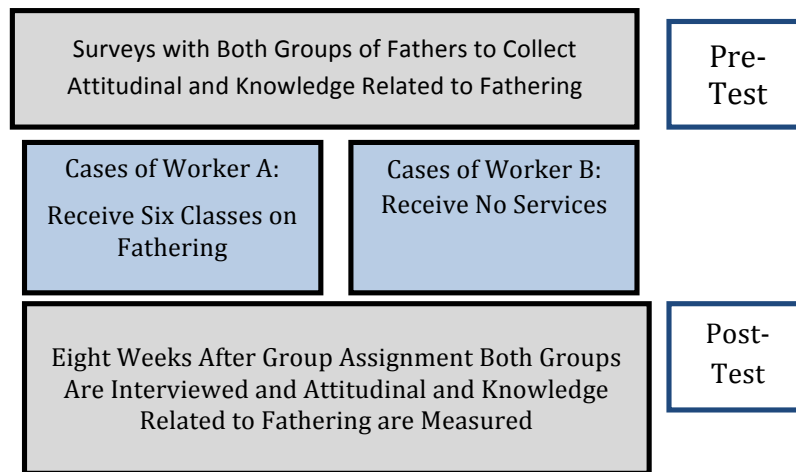 Surveys with Both Groups of Fathers to Collect
Attitudinal and Knowledge Related to Fathering
Pre-
Test
Cases of Worker A:
Receive Six Classes on
Fathering
Cases of Worker B:
Receive No Services
Eight Weeks After Group Assignment Both Groups
Are Interviewed and Attitudinal and Knowledge
Related to Fathering are Measured
Post-
Test